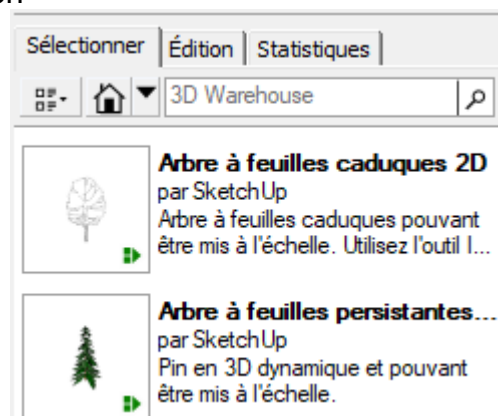 Sélectionner Édition Statistiques
3D Warehouse
Arbre à feuilles caduques 2D
par SketchUp
Arbre à feuilles caduques pouvant
être mis à l'échelle. Utilisez l'outil I...
Arbre à feuilles persistantes...
par SketchUp
Pin en 3D dynamique et pouvant
être mis à l'échelle.